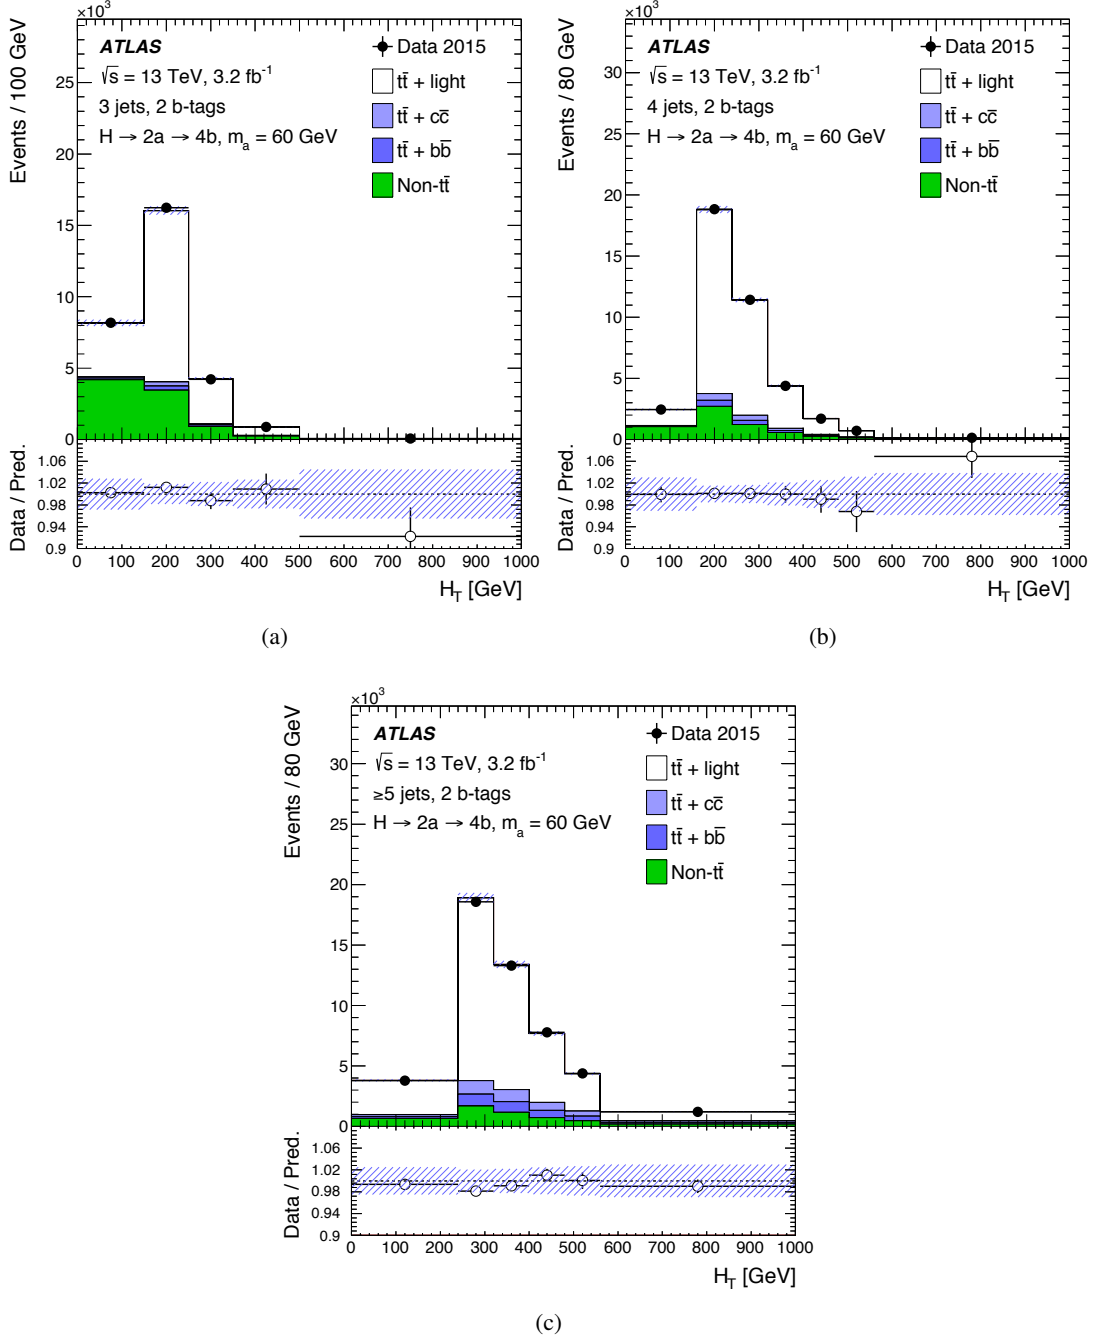 ×10³
Events / 100 GeV
ATLAS
√s = 13 TeV, 3.2 fb⁻¹
3 jets, 2 b-tags
H → 2a → 4b, mₐ = 60 GeV
Data 2015
tt̄ + light
tt̄ + cc̄
tt̄ + bb̄
Non-tt̄
25
20
15
10
5
0
Data / Pred.
1.06
1.02
0.98
0.94
0.9
0 100 200 300 400 500 600 700 800 900 1000
H_T [GeV]
(a)
×10³
Events / 80 GeV
ATLAS
√s = 13 TeV, 3.2 fb⁻¹
4 jets, 2 b-tags
H → 2a → 4b, mₐ = 60 GeV
Data 2015
tt̄ + light
tt̄ + cc̄
tt̄ + bb̄
Non-tt̄
30
25
20
15
10
5
0
Data / Pred.
1.06
1.02
0.98
0.94
0.9
0 100 200 300 400 500 600 700 800 900 1000
H_T [GeV]
(b)
×10³
Events / 80 GeV
ATLAS
√s = 13 TeV, 3.2 fb⁻¹
≥5 jets, 2 b-tags
H → 2a → 4b, mₐ = 60 GeV
Data 2015
tt̄ + light
tt̄ + cc̄
tt̄ + bb̄
Non-tt̄
30
25
20
15
10
5
0
Data / Pred.
1.06
1.02
0.98
0.94
0.9
0 100 200 300 400 500 600 700 800 900 1000
H_T [GeV]
(c)